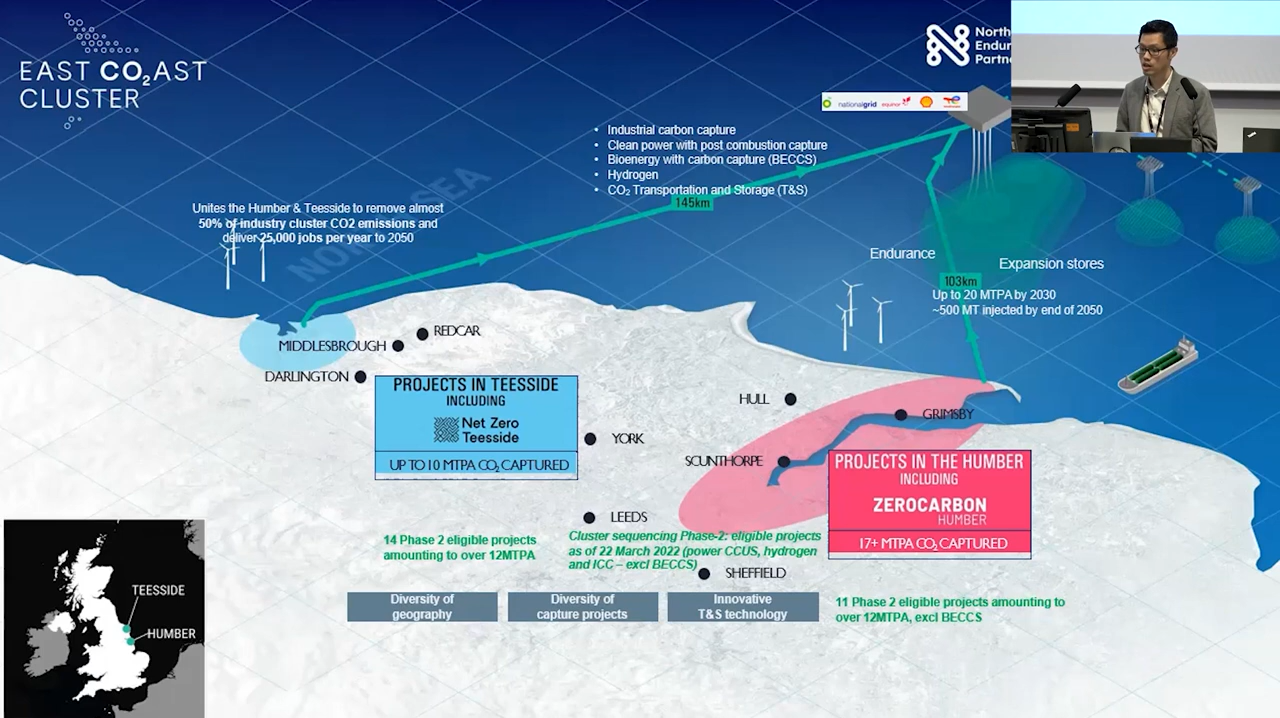 EAST CO₂AST
CLUSTER
North
Endur
Partn
bp
nationalgrid
equinor
• Industrial carbon capture
• Clean power with post combustion capture
• Bioenergy with carbon capture (BECCS)
• Hydrogen
• CO₂ Transportation and Storage (T&S)
145km
Unites the Humber & Teesside to remove almost
50% of industry cluster CO2 emissions and
deliver 25,000 jobs per year to 2050
NORTH SEA
Endurance
Expansion stores
103km
Up to 20 MTPA by 2030
~500 MT injected by end of 2050
REDCAR
MIDDLESBROUGH
DARLINGTON
PROJECTS IN TEESSIDE
INCLUDING
Net Zero
Teesside
UP TO 10 MTPA CO₂ CAPTURED
HULL
GRIMSBY
YORK
SCUNTHORPE
PROJECTS IN THE HUMBER
INCLUDING
ZEROCARBON
HUMBER
17+ MTPA CO₂ CAPTURED
LEEDS
14 Phase 2 eligible projects
amounting to over 12MTPA
Cluster sequencing Phase-2: eligible projects
as of 22 March 2022 (power CCUS, hydrogen
and ICC – excl BECCS)
SHEFFIELD
Diversity of
geography
Diversity of
capture projects
Innovative
T&S technology
11 Phase 2 eligible projects amounting to
over 12MTPA, excl BECCS
TEESSIDE
HUMBER